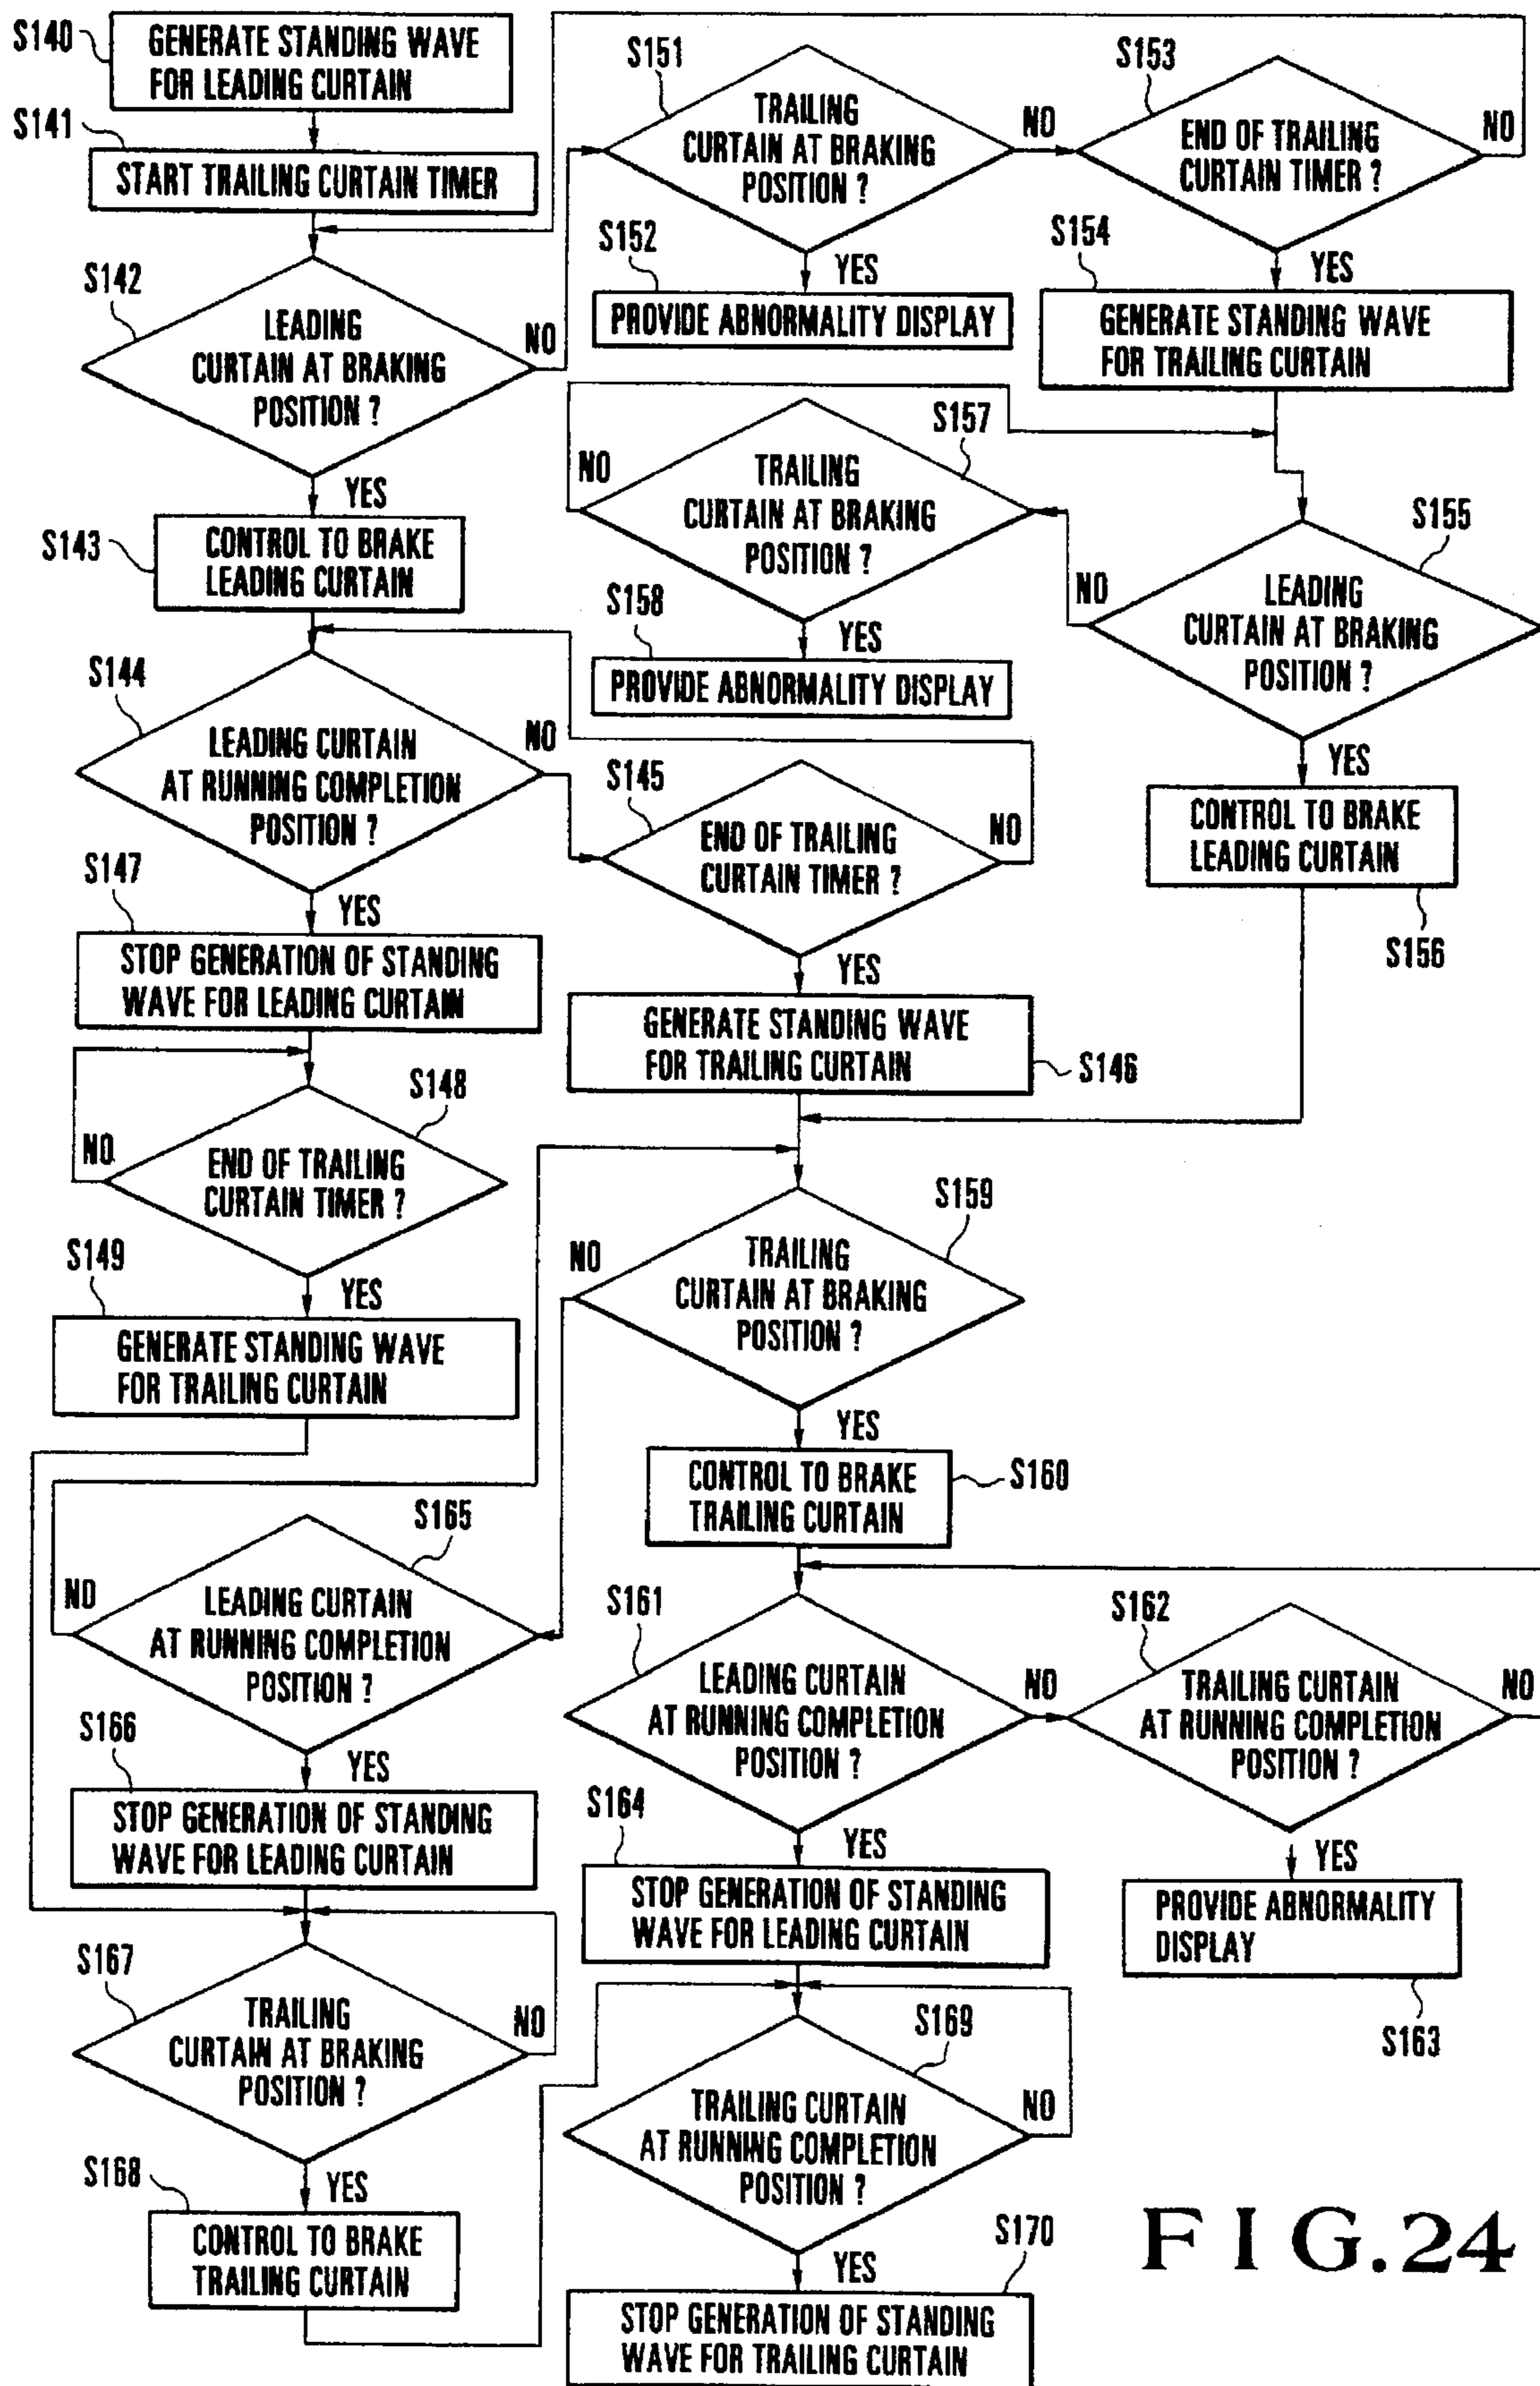 S140
GENERATE STANDING WAVE
FOR LEADING CURTAIN
S141
START TRAILING CURTAIN TIMER
S142
LEADING
CURTAIN AT BRAKING
POSITION ?
NO
YES
S143
CONTROL TO BRAKE
LEADING CURTAIN
S144
LEADING CURTAIN
AT RUNNING COMPLETION
POSITION ?
NO
YES
S147
STOP GENERATION OF STANDING
WAVE FOR LEADING CURTAIN
S148
END OF TRAILING
CURTAIN TIMER ?
NO
YES
S149
GENERATE STANDING WAVE
FOR TRAILING CURTAIN
S151
TRAILING
CURTAIN AT BRAKING
POSITION ?
NO
YES
S152
PROVIDE ABNORMALITY DISPLAY
S153
END OF TRAILING
CURTAIN TIMER ?
NO
YES
S154
GENERATE STANDING WAVE
FOR TRAILING CURTAIN
S157
TRAILING
CURTAIN AT BRAKING
POSITION ?
NO
YES
S158
PROVIDE ABNORMALITY DISPLAY
S155
LEADING
CURTAIN AT BRAKING
POSITION ?
NO
YES
CONTROL TO BRAKE
LEADING CURTAIN
S156
S145
END OF TRAILING
CURTAIN TIMER ?
NO
YES
GENERATE STANDING WAVE
FOR TRAILING CURTAIN
S146
S159
TRAILING
CURTAIN AT BRAKING
POSITION ?
NO
YES
CONTROL TO BRAKE
TRAILING CURTAIN
S160
S165
LEADING CURTAIN
AT RUNNING COMPLETION
POSITION ?
NO
YES
S166
STOP GENERATION OF STANDING
WAVE FOR LEADING CURTAIN
S167
TRAILING
CURTAIN AT BRAKING
POSITION ?
NO
YES
S168
CONTROL TO BRAKE
TRAILING CURTAIN
S161
LEADING CURTAIN
AT RUNNING COMPLETION
POSITION ?
NO
YES
S162
TRAILING CURTAIN
AT RUNNING COMPLETION
POSITION ?
NO
YES
PROVIDE ABNORMALITY
DISPLAY
S163
S164
STOP GENERATION OF STANDING
WAVE FOR LEADING CURTAIN
S169
TRAILING CURTAIN
AT RUNNING COMPLETION
POSITION ?
NO
YES
S170
STOP GENERATION OF STANDING
WAVE FOR TRAILING CURTAIN
FIG.24